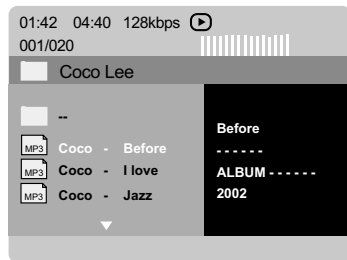 01:42 04:40 128kbps
001/020
Coco Lee
--
MP3 Coco - Before
MP3 Coco - I love
MP3 Coco - Jazz
Before
- - - - - -
ALBUM - - - - - -
2002